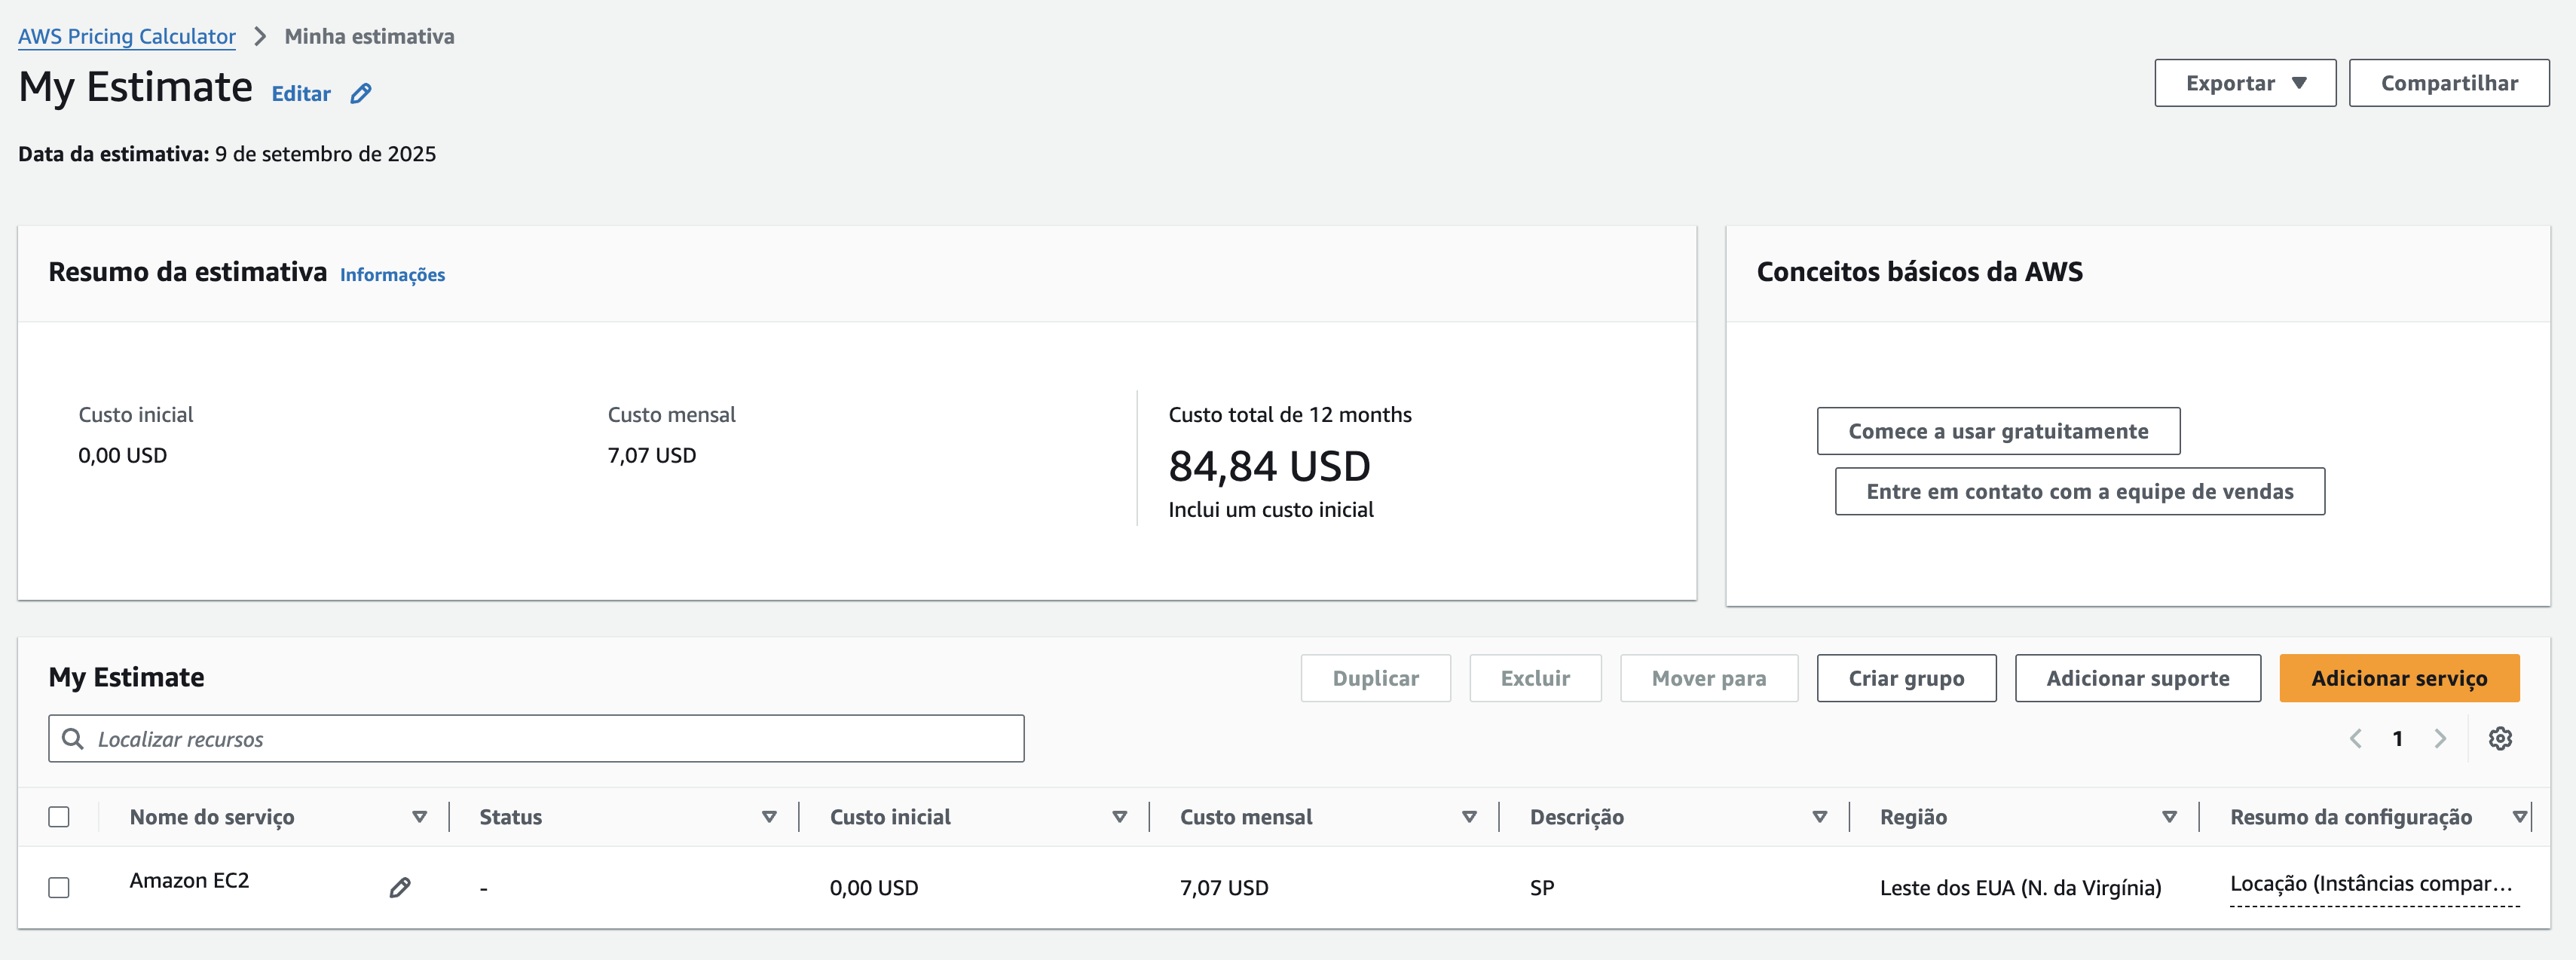 AWS Pricing Calculator > Minha estimativa
My Estimate Editar
Exportar ▼ Compartilhar
Data da estimativa: 9 de setembro de 2025
Resumo da estimativa Informações
Custo inicial
0,00 USD
Custo mensal
7,07 USD
Custo total de 12 months
84,84 USD
Inclui um custo inicial
Conceitos básicos da AWS
Comece a usar gratuitamente
Entre em contato com a equipe de vendas
My Estimate
Duplicar Excluir Mover para Criar grupo Adicionar suporte Adicionar serviço
Localizar recursos
1
Nome do serviço Status Custo inicial Custo mensal Descrição Região Resumo da configuração
Amazon EC2 - 0,00 USD 7,07 USD SP Leste dos EUA (N. da Virgínia) Locação (Instâncias compar...